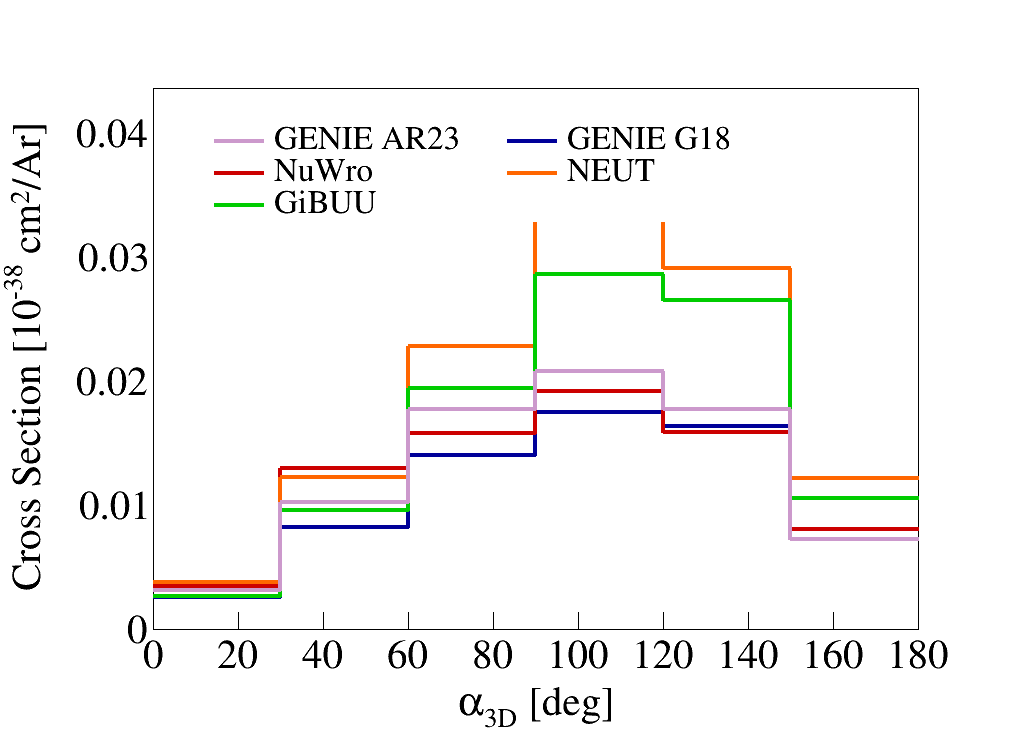 Cross Section [10⁻³⁸ cm²/Ar]
0.04
0.03
0.02
0.01
0
GENIE AR23 GENIE G18
NuWro NEUT
GiBUU
0 20 40 60 80 100 120 140 160 180
α₃D [deg]